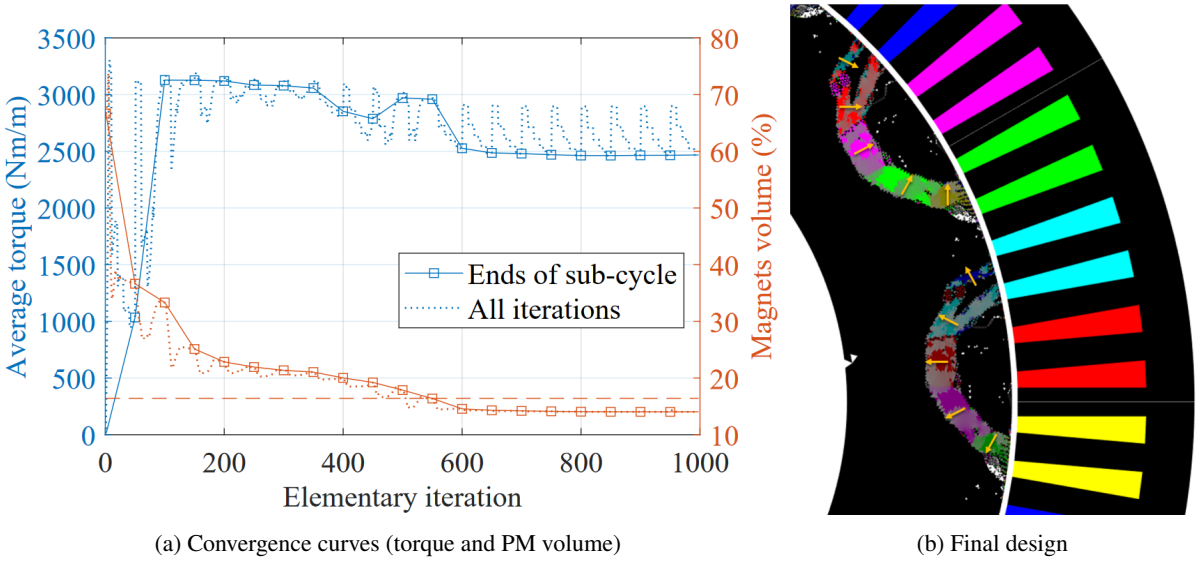 3500
3000
2500
2000
1500
1000
500
0
Average torque (Nm/m)
80
70
60
50
40
30
20
10
Magnets volume (%)
Ends of sub-cycle
All iterations
0 200 400 600 800 1000
Elementary iteration
(a) Convergence curves (torque and PM volume)
(b) Final design